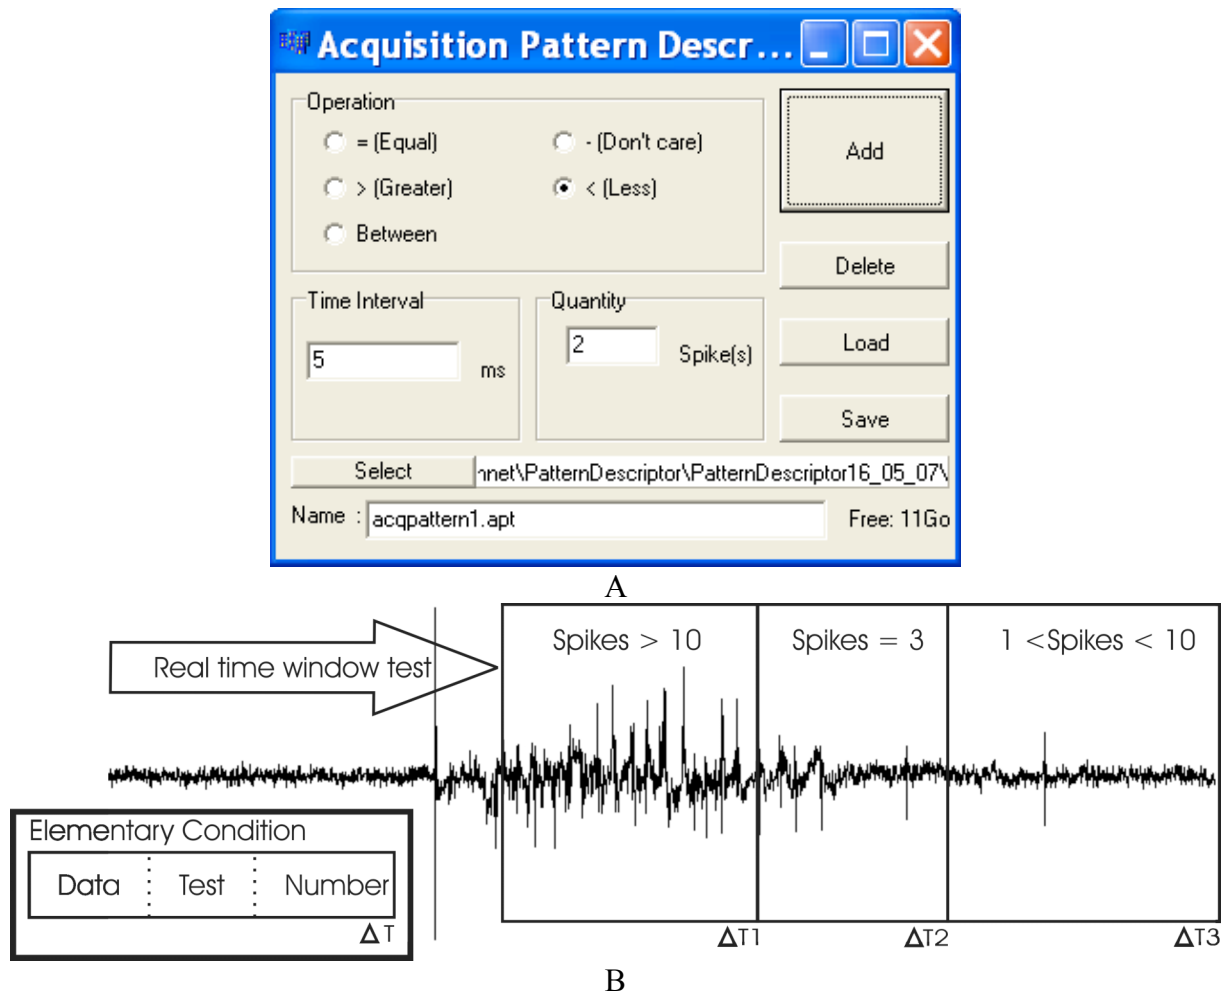 Acquisition Pattern Descr...
Operation
= (Equal)
- (Don't care)
> (Greater)
< (Less)
Between
Add
Delete
Load
Save
Time Interval
5
ms
Quantity
2
Spike(s)
Select
nnet\PatternDescriptor\PatternDescriptor16_05_07\
Name :
acqpattern1.apt
Free: 11Go
A
Real time window test
Spikes > 10
Spikes = 3
1 <Spikes < 10
Elementary Condition
Data
Test
Number
ΔT
ΔT1
ΔT2
ΔT3
B